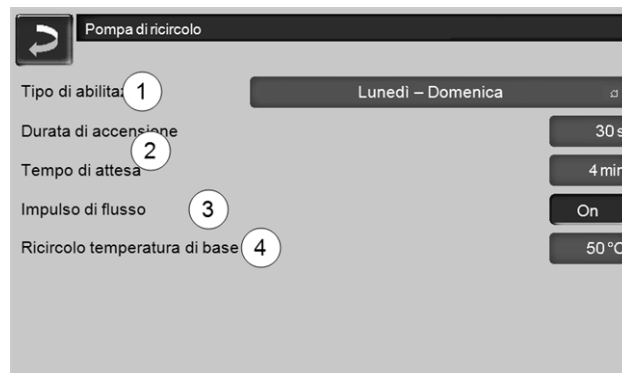 Pompa di ricircolo
Tipo di 1 Lunedì – Domenica
Durata di accensione 30 s
2
Tempo di attesa 4 min
Impulso di flusso 3 On
Ricircolo temperatura di base 4 50 °C